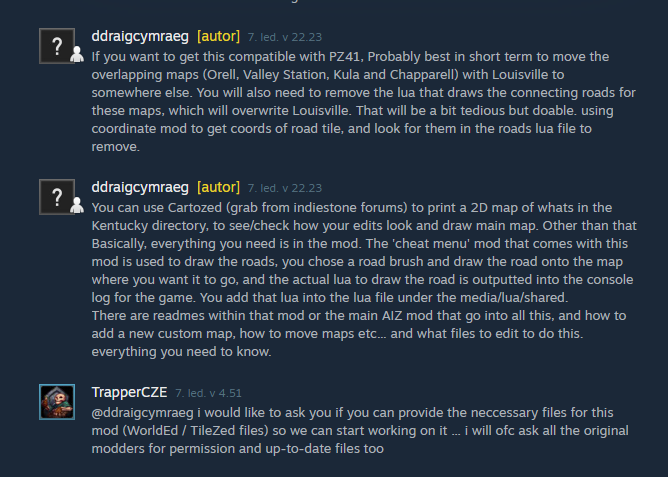 ddraigcymraeg [autor] 7. led. v 22.23
If you want to get this compatible with PZ41, Probably best in short term to move the
overlapping maps (Orell, Valley Station, Kula and Chapparell) with Louisville to
somewhere else. You will also need to remove the lua that draws the connecting roads for
these maps, which will overwrite Louisville. That will be a bit tedious but doable. using
coordinate mod to get coords of road tile, and look for them in the roads lua file to
remove.
ddraigcymraeg [autor] 7. led. v 22.23
You can use Cartozed (grab from indiestone forums) to print a 2D map of whats in the
Kentucky directory, to see/check how your edits look and draw main map. Other than that
Basically, everything you need is in the mod. The 'cheat menu' mod that comes with this
mod is used to draw the roads, you chose a road brush and draw the road onto the map
where you want it to go, and the actual lua to draw the road is outputted into the console
log for the game. You add that lua into the lua file under the media/lua/shared.
There are readmes within that mod or the main AIZ mod that go into all this, and how to
add a new custom map, how to move maps etc... and what files to edit to do this.
everything you need to know.
TrapperCZE 7. led. v 4.51
@ddraigcymraeg i would like to ask you if you can provide the neccessary files for this
mod (WorldEd / TileZed files) so we can start working on it ... i will ofc ask all the original
modders for permission and up-to-date files too